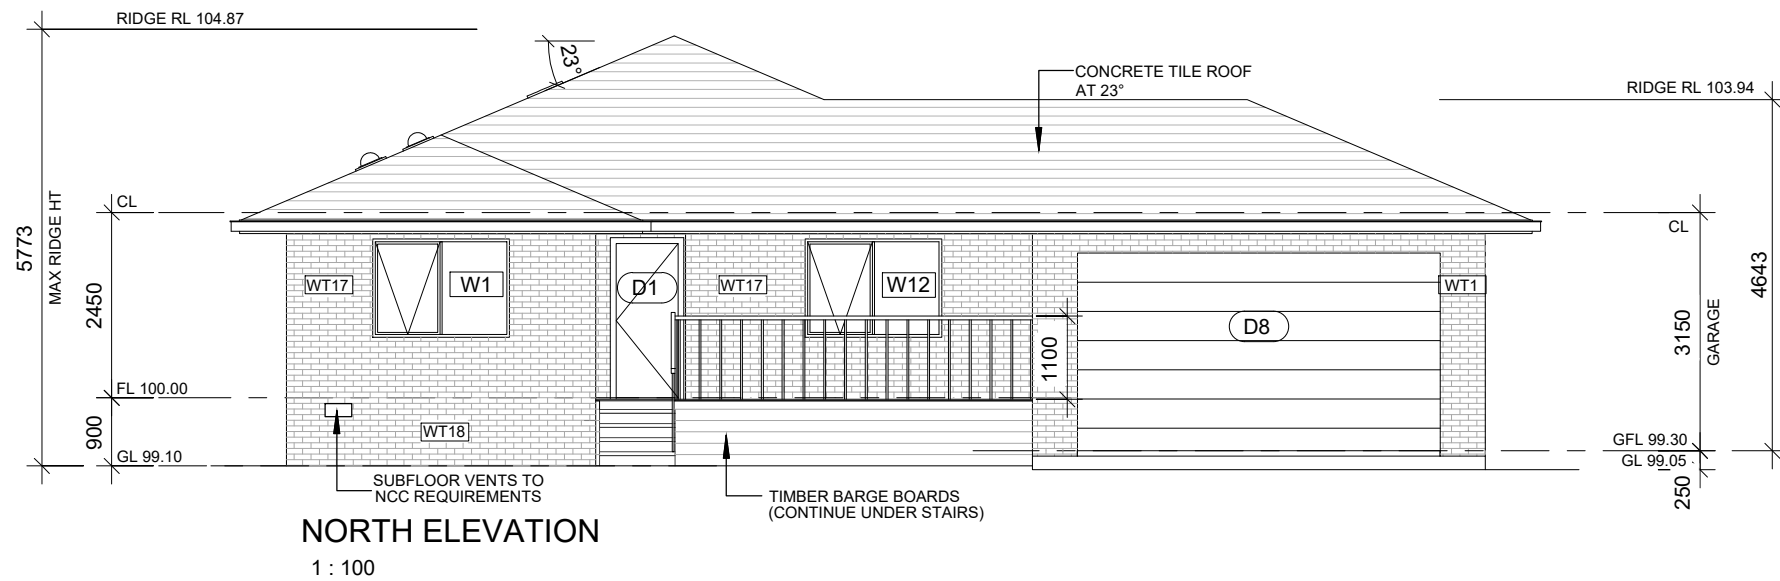 RIDGE RL 104.87
23°
CONCRETE TILE ROOF
AT 23°
RIDGE RL 103.94
5773
MAX RIDGE HT
CL
2450
FL 100.00
900
GL 99.10
WT17
W1
D1
WT17
W12
WT1
D8
1100
WT18
CL
3150
GARAGE
4643
GFL 99.30
GL 99.05
250
SUBFLOOR VENTS TO
NCC REQUIREMENTS
TIMBER BARGE BOARDS
(CONTINUE UNDER STAIRS)
NORTH ELEVATION
1 : 100